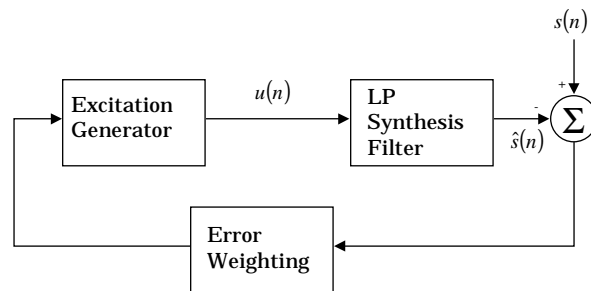 s(n)
+
Excitation
Generator
u(n)
LP
Synthesis
Filter
-
Σ
ŝ(n)
Error
Weighting